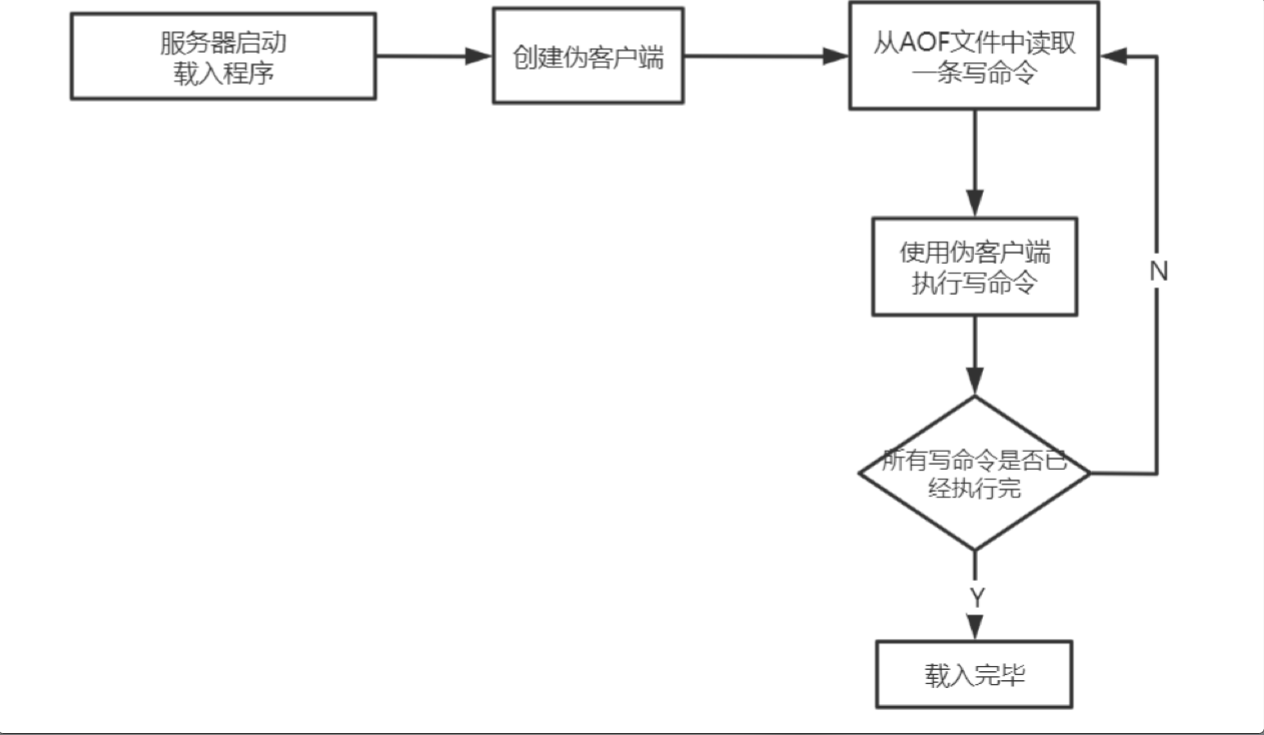 服务器启动
载入程序
创建伪客户端
从AOF文件中读取
一条写命令
使用伪客户端
执行写命令
N
所有写命令是否已
经执行完
Y
载入完毕